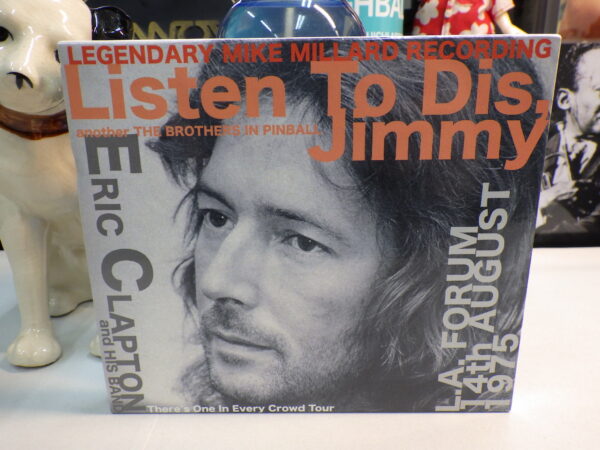 LEGENDARY MIKE MILLARD RECORDING
Listen To Dis,
Jimmy
another THE BROTHERS IN PINBALL
ERIC CLAPTON
and HIS BAND
L.A. FORUM
14th AUGUST
1975
There's One In Every Crowd Tour